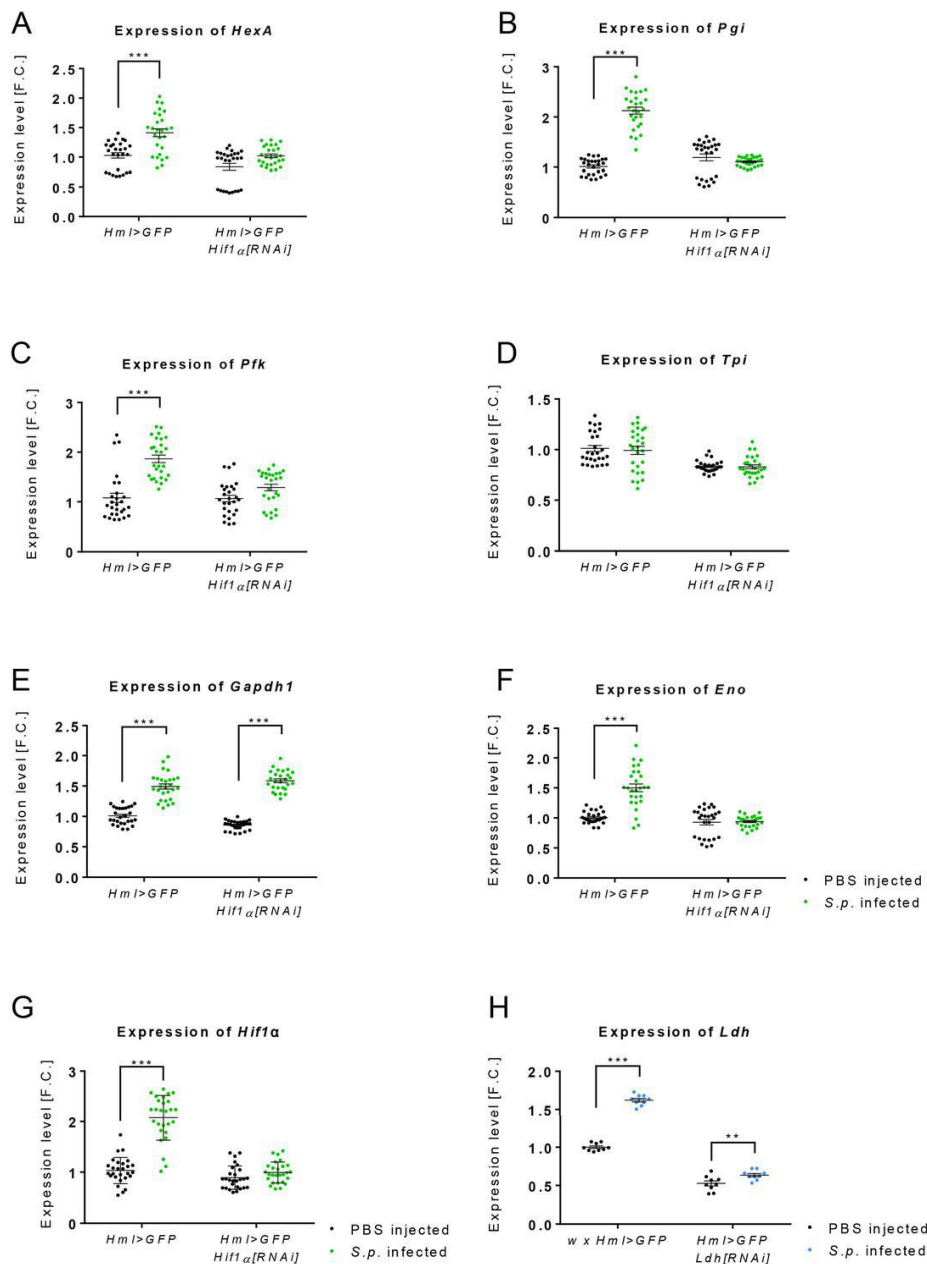 A
Expression of HexA
Expression level [F.C.]
2.5
2.0
1.5
1.0
0.5
0.0
***
Hml>GFP
Hml>GFP
Hif1α[RNAi]
B
Expression of Pgi
Expression level [F.C.]
3
2
1
0
***
Hml>GFP
Hml>GFP
Hif1α[RNAi]
C
Expression of Pfk
Expression level [F.C.]
3
2
1
0
***
Hml>GFP
Hml>GFP
Hif1α[RNAi]
D
Expression of Tpi
Expression level [F.C.]
1.5
1.0
0.5
0.0
Hml>GFP
Hml>GFP
Hif1α[RNAi]
E
Expression of Gapdh1
Expression level [F.C.]
2.5
2.0
1.5
1.0
0.5
0.0
***
***
Hml>GFP
Hml>GFP
Hif1α[RNAi]
F
Expression of Eno
Expression level [F.C.]
2.5
2.0
1.5
1.0
0.5
0.0
***
Hml>GFP
Hml>GFP
Hif1α[RNAi]
PBS injected
S.p. infected
G
Expression of Hif1α
Expression level [F.C.]
3
2
1
0
***
Hml>GFP
Hml>GFP
Hif1α[RNAi]
PBS injected
S.p. infected
H
Expression of Ldh
Expression level [F.C.]
2.0
1.5
1.0
0.5
0.0
***
**
w x Hml>GFP
Hml>GFP
Ldh[RNAi]
PBS injected
S.p. infected